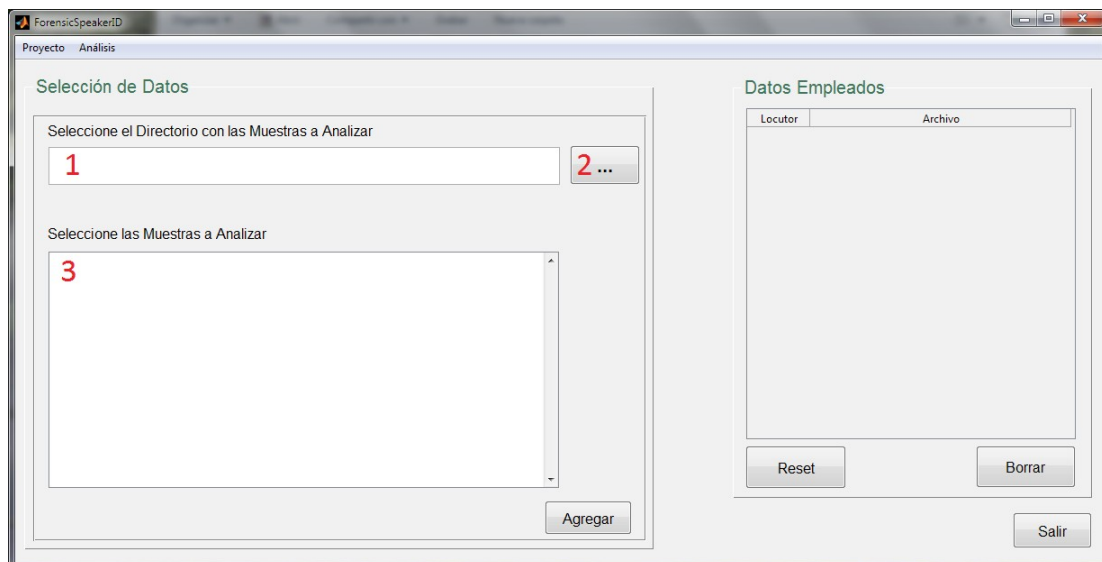 ForensicSpeakerID
Proyecto Análisis
Selección de Datos
Seleccione el Directorio con las Muestras a Analizar
1
2 ...
Seleccione las Muestras a Analizar
3
Agregar
Datos Empleados
Locutor Archivo
Reset Borrar
Salir